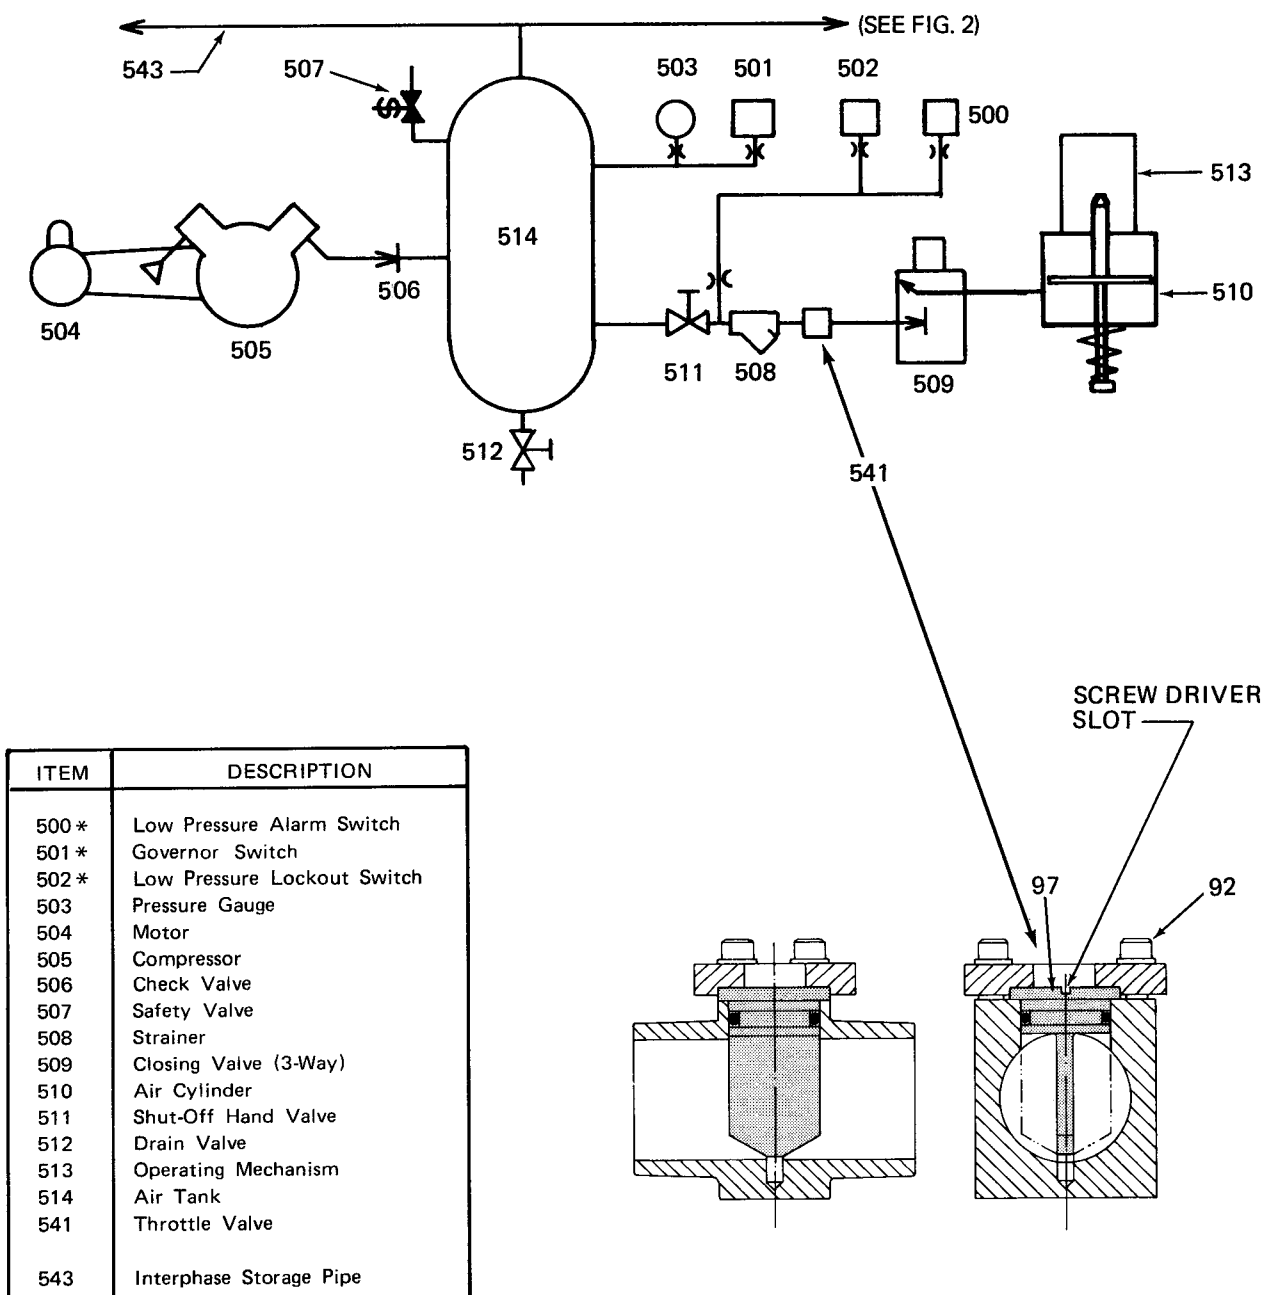 (SEE FIG. 2)
543
507
503
501
502
500
513
514
506
510
504
505
511
508
509
512
541
SCREW DRIVER
SLOT
97
92
ITEM DESCRIPTION
500* Low Pressure Alarm Switch
501* Governor Switch
502* Low Pressure Lockout Switch
503 Pressure Gauge
504 Motor
505 Compressor
506 Check Valve
507 Safety Valve
508 Strainer
509 Closing Valve (3-Way)
510 Air Cylinder
511 Shut-Off Hand Valve
512 Drain Valve
513 Operating Mechanism
514 Air Tank
541 Throttle Valve
543 Interphase Storage Pipe